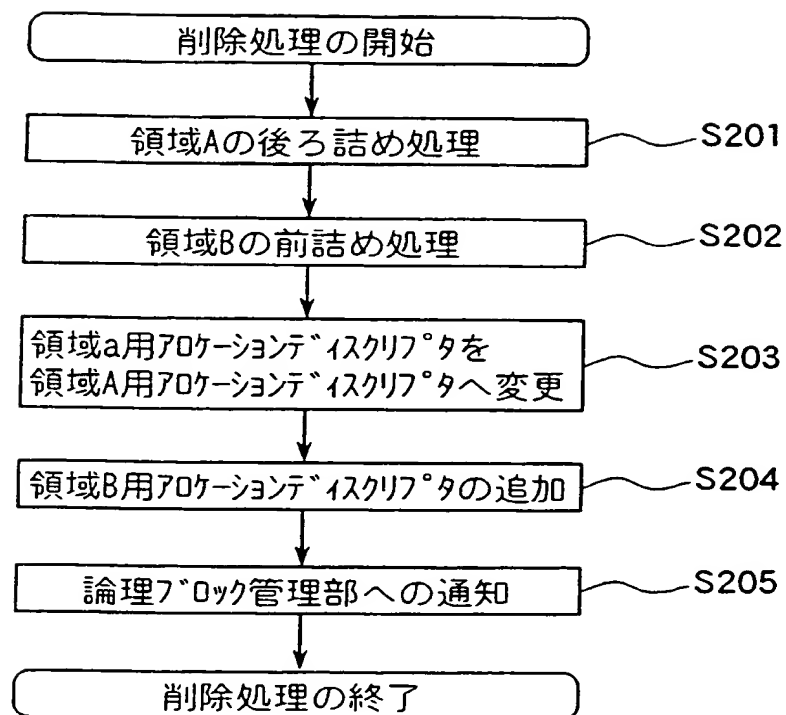 削除処理の開始
領域Aの後ろ詰め処理
S201
領域Bの前詰め処理
S202
領域a用ｱﾛｹｰｼｮﾝﾃﾞｨｽｸﾘﾌﾟﾀを
領域A用ｱﾛｹｰｼｮﾝﾃﾞｨｽｸﾘﾌﾟﾀへ変更
S203
領域B用ｱﾛｹｰｼｮﾝﾃﾞｨｽｸﾘﾌﾟﾀの追加
S204
論理ﾌﾞﾛｯｸ管理部への通知
S205
削除処理の終了